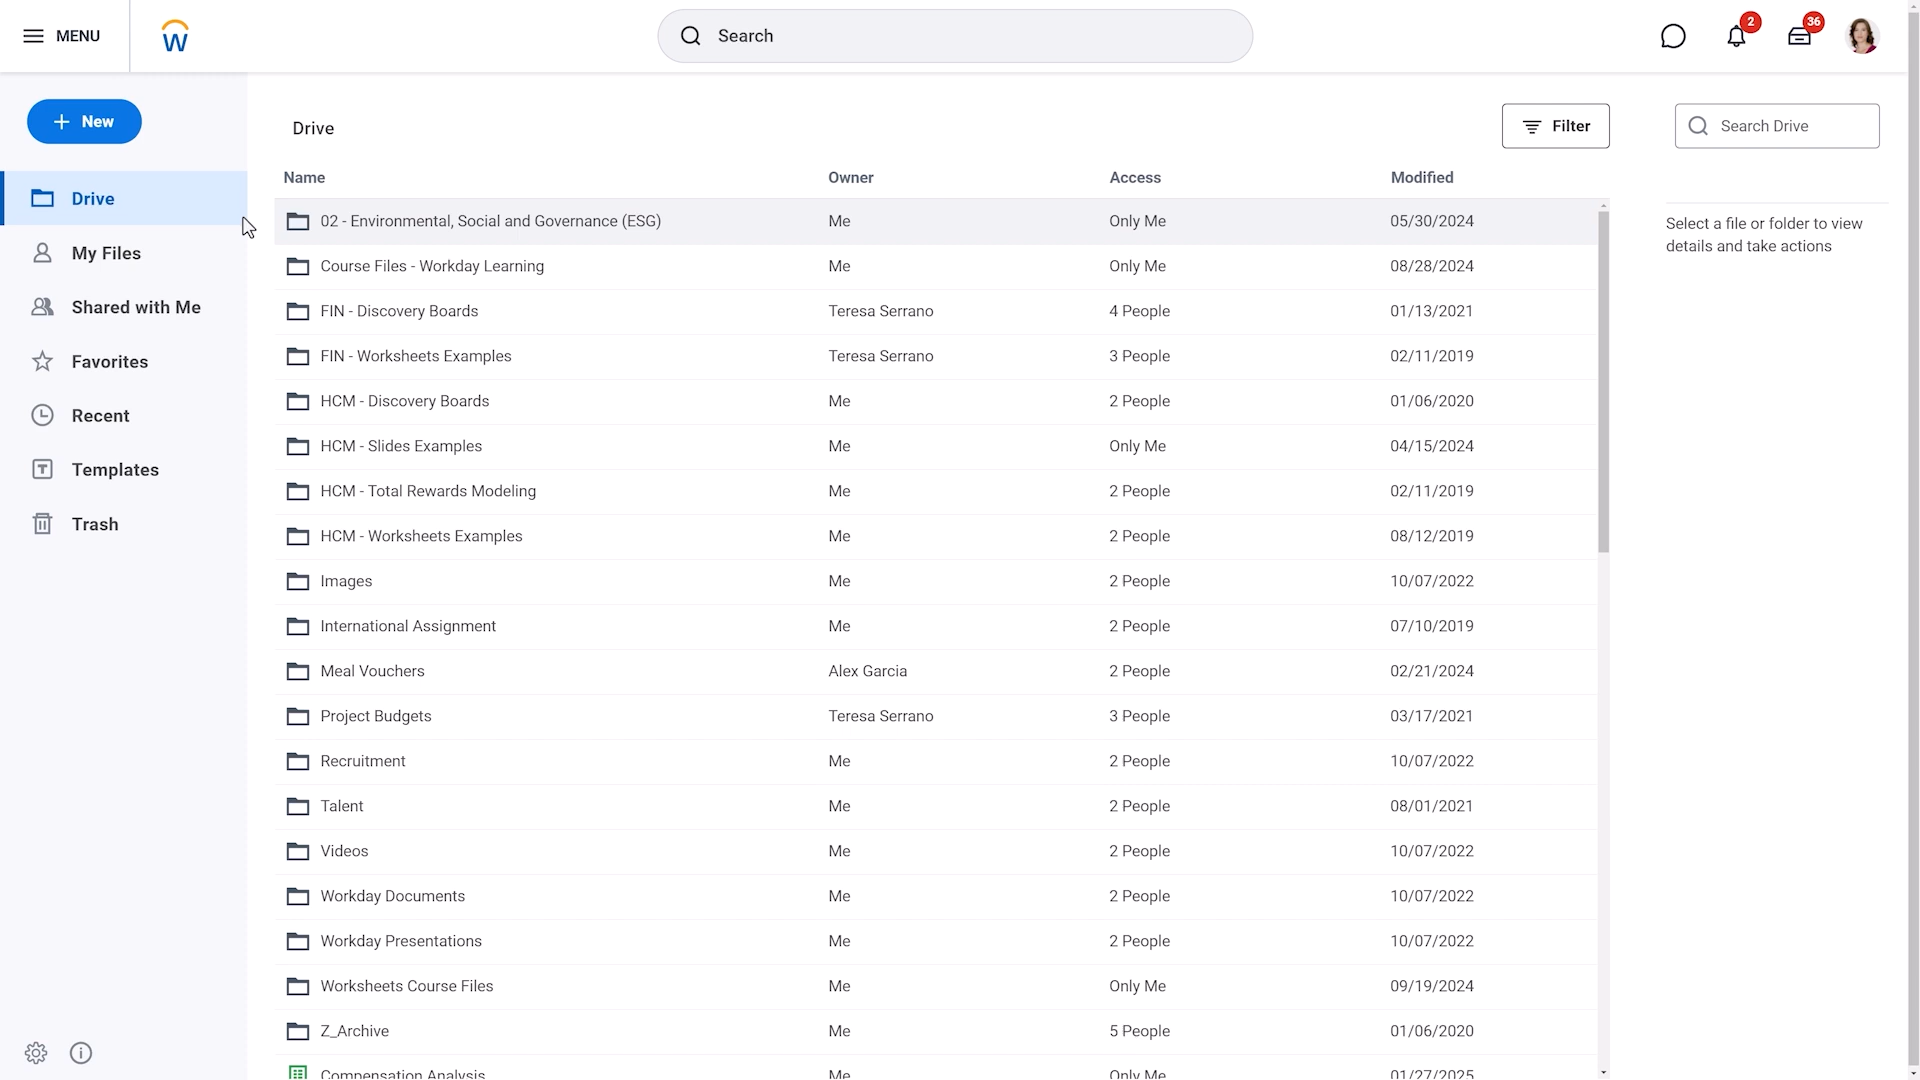 MENU
W
Search
2
36
New
Drive
Filter
Search Drive
Name Owner Access Modified
Drive
My Files
Shared with Me
Favorites
Recent
Templates
Trash
02 - Environmental, Social and Governance (ESG) Me Only Me 05/30/2024
Course Files - Workday Learning Me Only Me 08/28/2024
FIN - Discovery Boards Teresa Serrano 4 People 01/13/2021
FIN - Worksheets Examples Teresa Serrano 3 People 02/11/2019
HCM - Discovery Boards Me 2 People 01/06/2020
HCM - Slides Examples Me Only Me 04/15/2024
HCM - Total Rewards Modeling Me 2 People 02/11/2019
HCM - Worksheets Examples Me 2 People 08/12/2019
Images Me 2 People 10/07/2022
International Assignment Me 2 People 07/10/2019
Meal Vouchers Alex Garcia 2 People 02/21/2024
Project Budgets Teresa Serrano 3 People 03/17/2021
Recruitment Me 2 People 10/07/2022
Talent Me 2 People 08/01/2021
Videos Me 2 People 10/07/2022
Workday Documents Me 2 People 10/07/2022
Workday Presentations Me 2 People 10/07/2022
Worksheets Course Files Me Only Me 09/19/2024
Z_Archive Me 5 People 01/06/2020
Compensation Analysis Me Only Me 01/27/2025
Select a file or folder to view
details and take actions